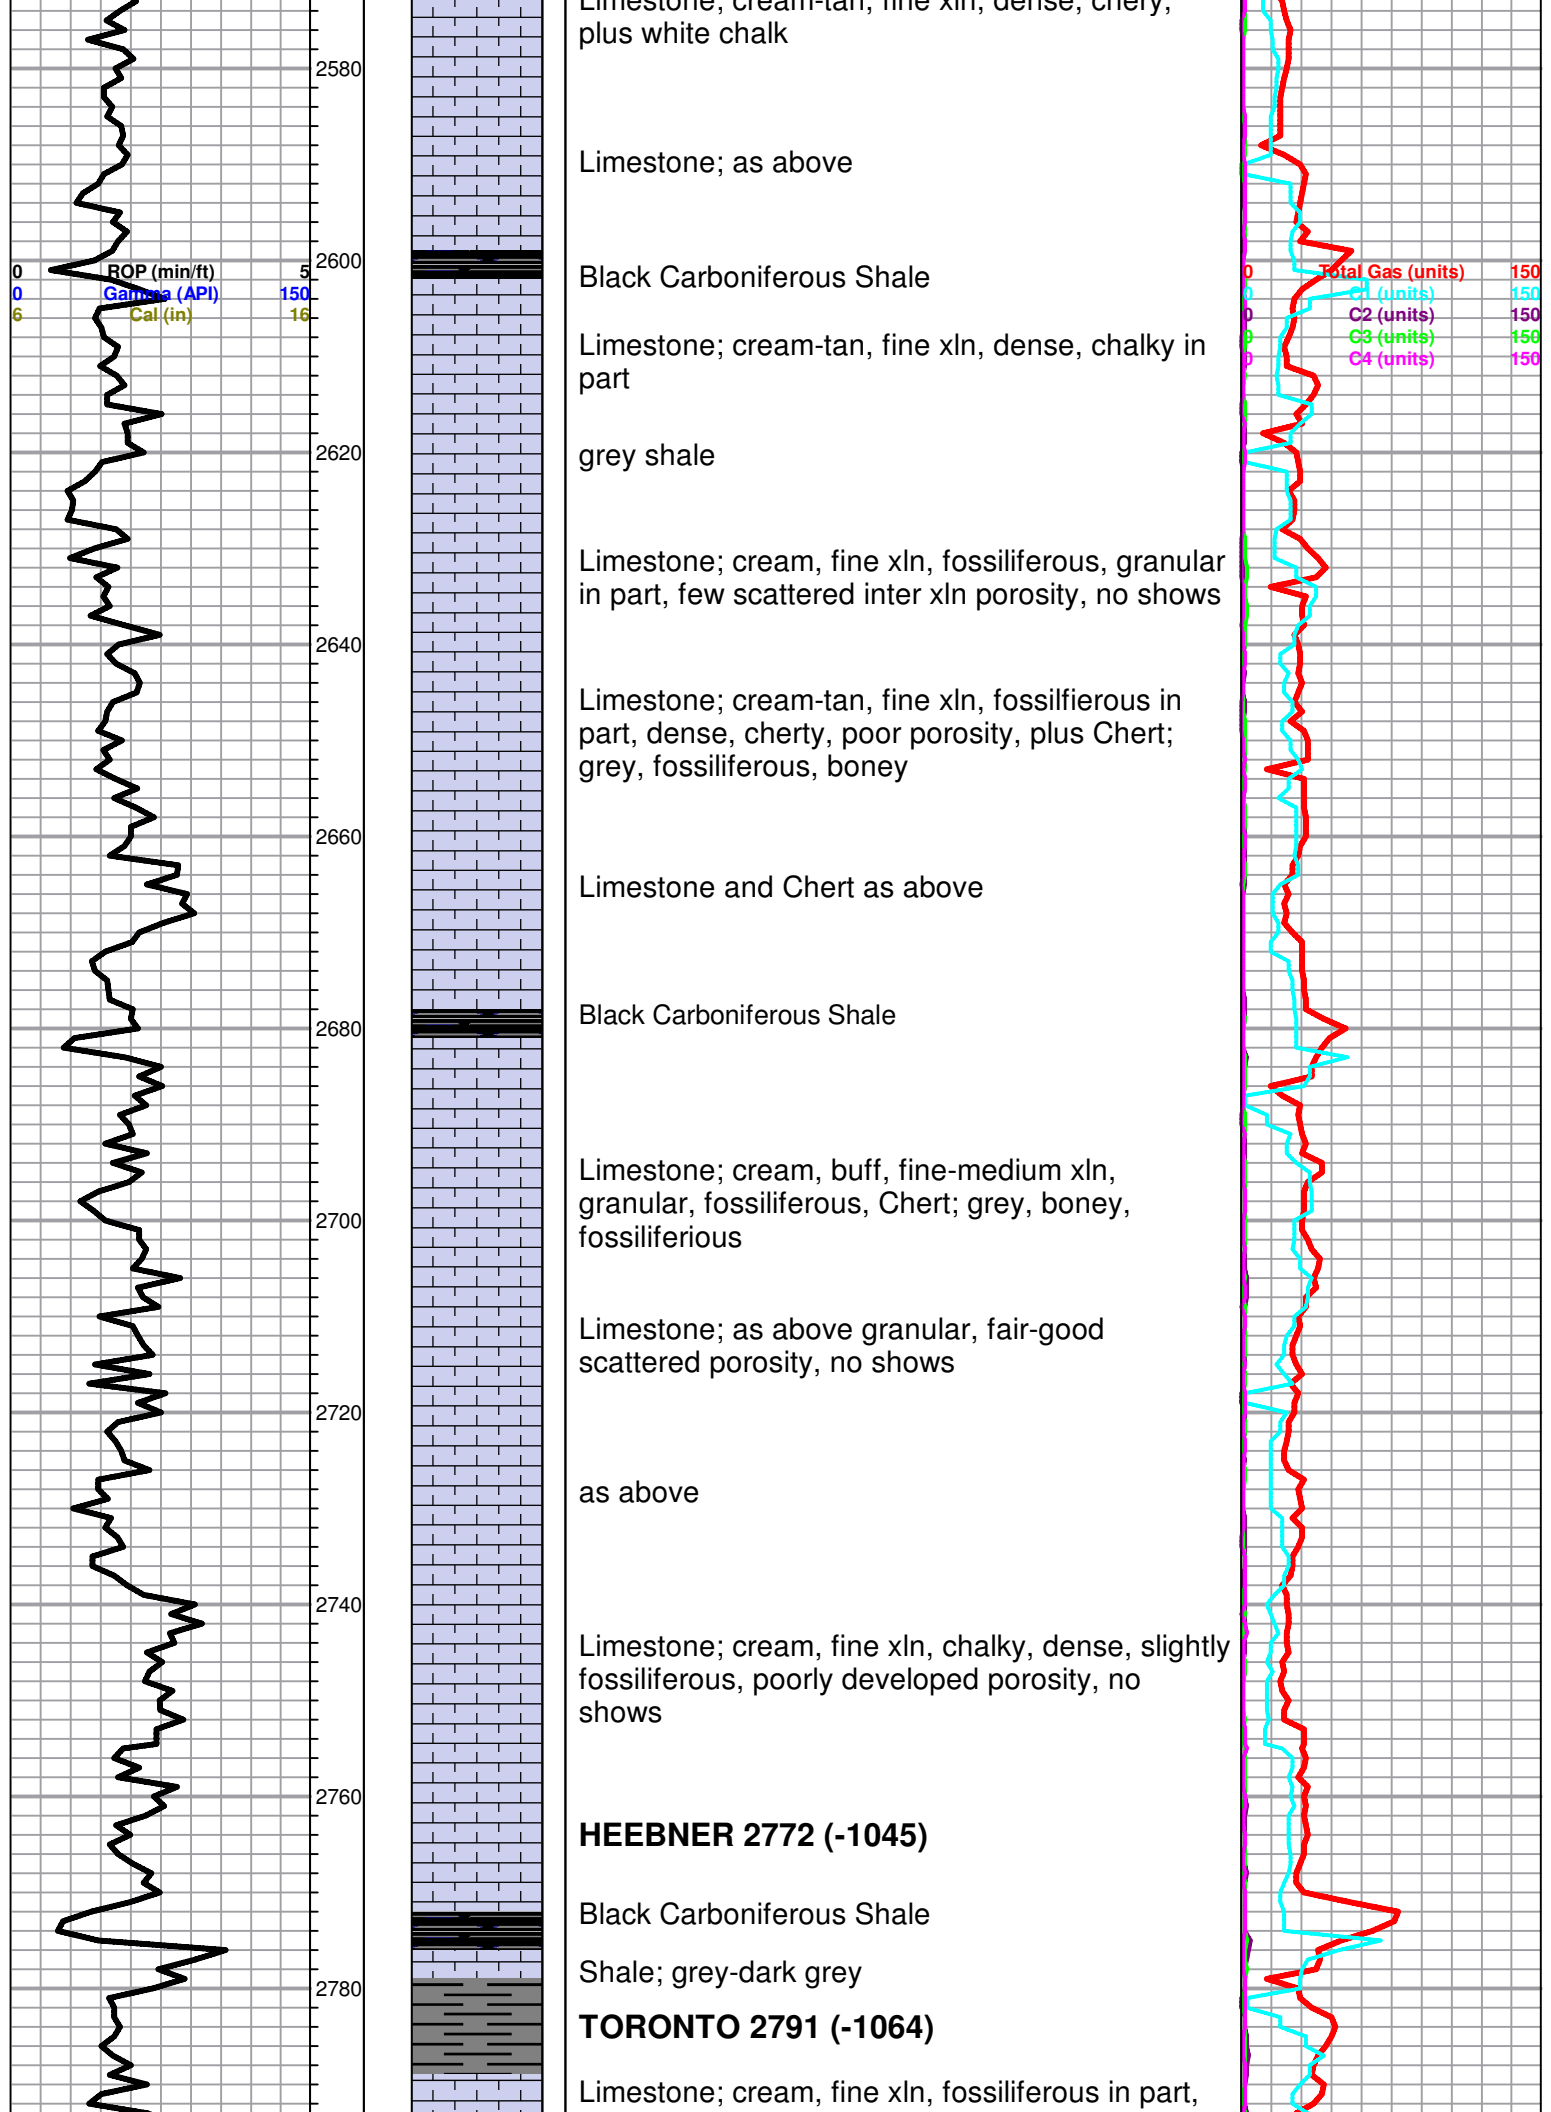 Limestone; cream-tan, fine xln, dense, chery,
plus white chalk
2580
Limestone; as above
2600
0 ROP (min/ft) 5
0 Gamma (API) 150
6 Cal (in) 16
Black Carboniferous Shale
0 Total Gas (units) 150
0 C1 (units) 150
0 C2 (units) 150
0 C3 (units) 150
0 C4 (units) 150
Limestone; cream-tan, fine xln, dense, chalky in
part
2620
grey shale
Limestone; cream, fine xln, fossiliferous, granular
in part, few scattered inter xln porosity, no shows
2640
Limestone; cream-tan, fine xln, fossilfierous in
part, dense, cherty, poor porosity, plus Chert;
grey, fossiliferous, boney
2660
Limestone and Chert as above
Black Carboniferous Shale
2680
Limestone; cream, buff, fine-medium xln,
granular, fossiliferous, Chert; grey, boney,
fossiliferious
2700
Limestone; as above granular, fair-good
scattered porosity, no shows
2720
as above
2740
Limestone; cream, fine xln, chalky, dense, slightly
fossiliferous, poorly developed porosity, no
shows
2760
HEEBNER 2772 (-1045)
Black Carboniferous Shale
Shale; grey-dark grey
2780
TORONTO 2791 (-1064)
Limestone; cream, fine xln, fossiliferous in part,